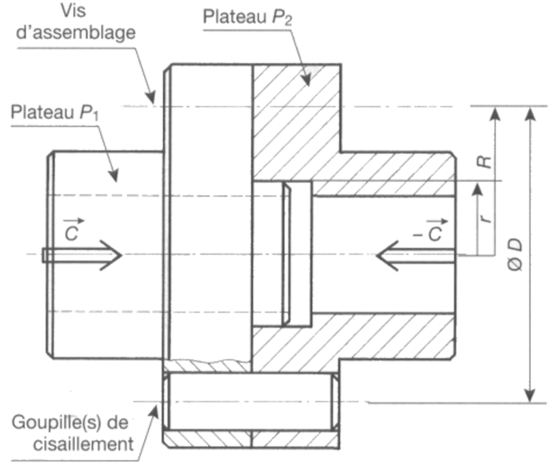 Vis
d'assemblage
Plateau P₂
Plateau P₁
C
– C
R
r
Ø D
Goupille(s) de
cisaillement